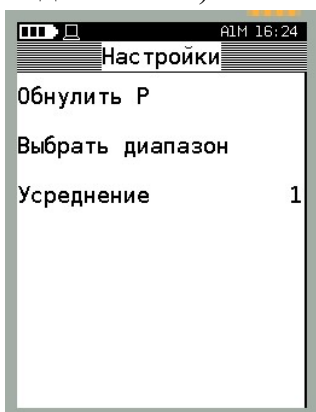 A1M 16:24
Настройки
Обнулить Р
Выбрать диапазон
Усреднение 1